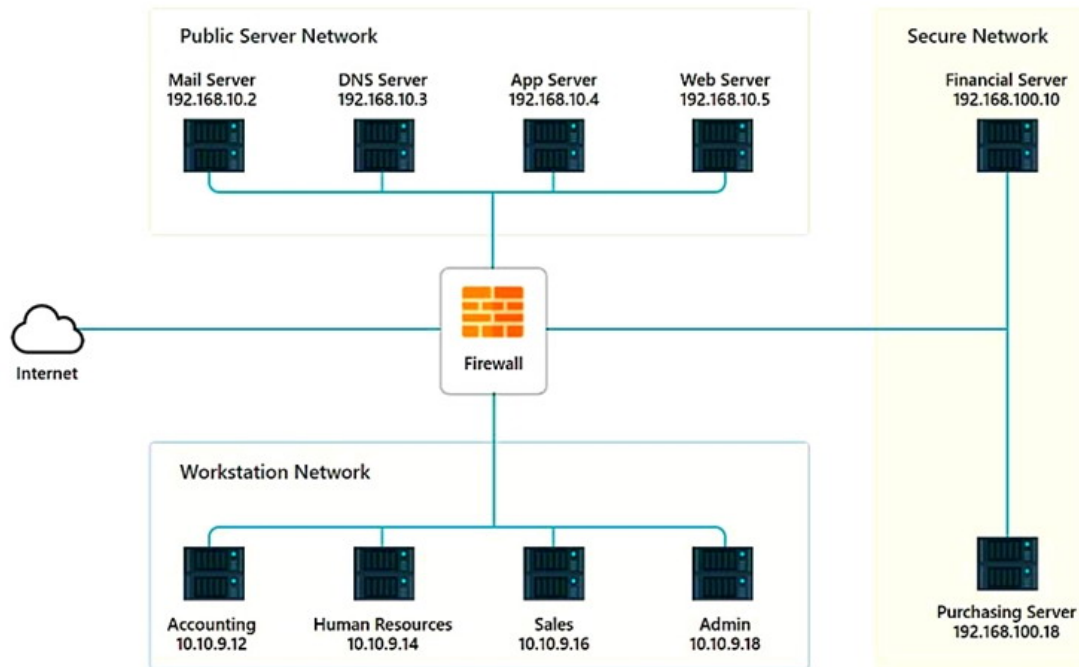 Public Server Network
Secure Network
Mail Server
192.168.10.2
DNS Server
192.168.10.3
App Server
192.168.10.4
Web Server
192.168.10.5
Financial Server
192.168.100.10
Internet
Firewall
Workstation Network
Accounting
10.10.9.12
Human Resources
10.10.9.14
Sales
10.10.9.16
Admin
10.10.9.18
Purchasing Server
192.168.100.18